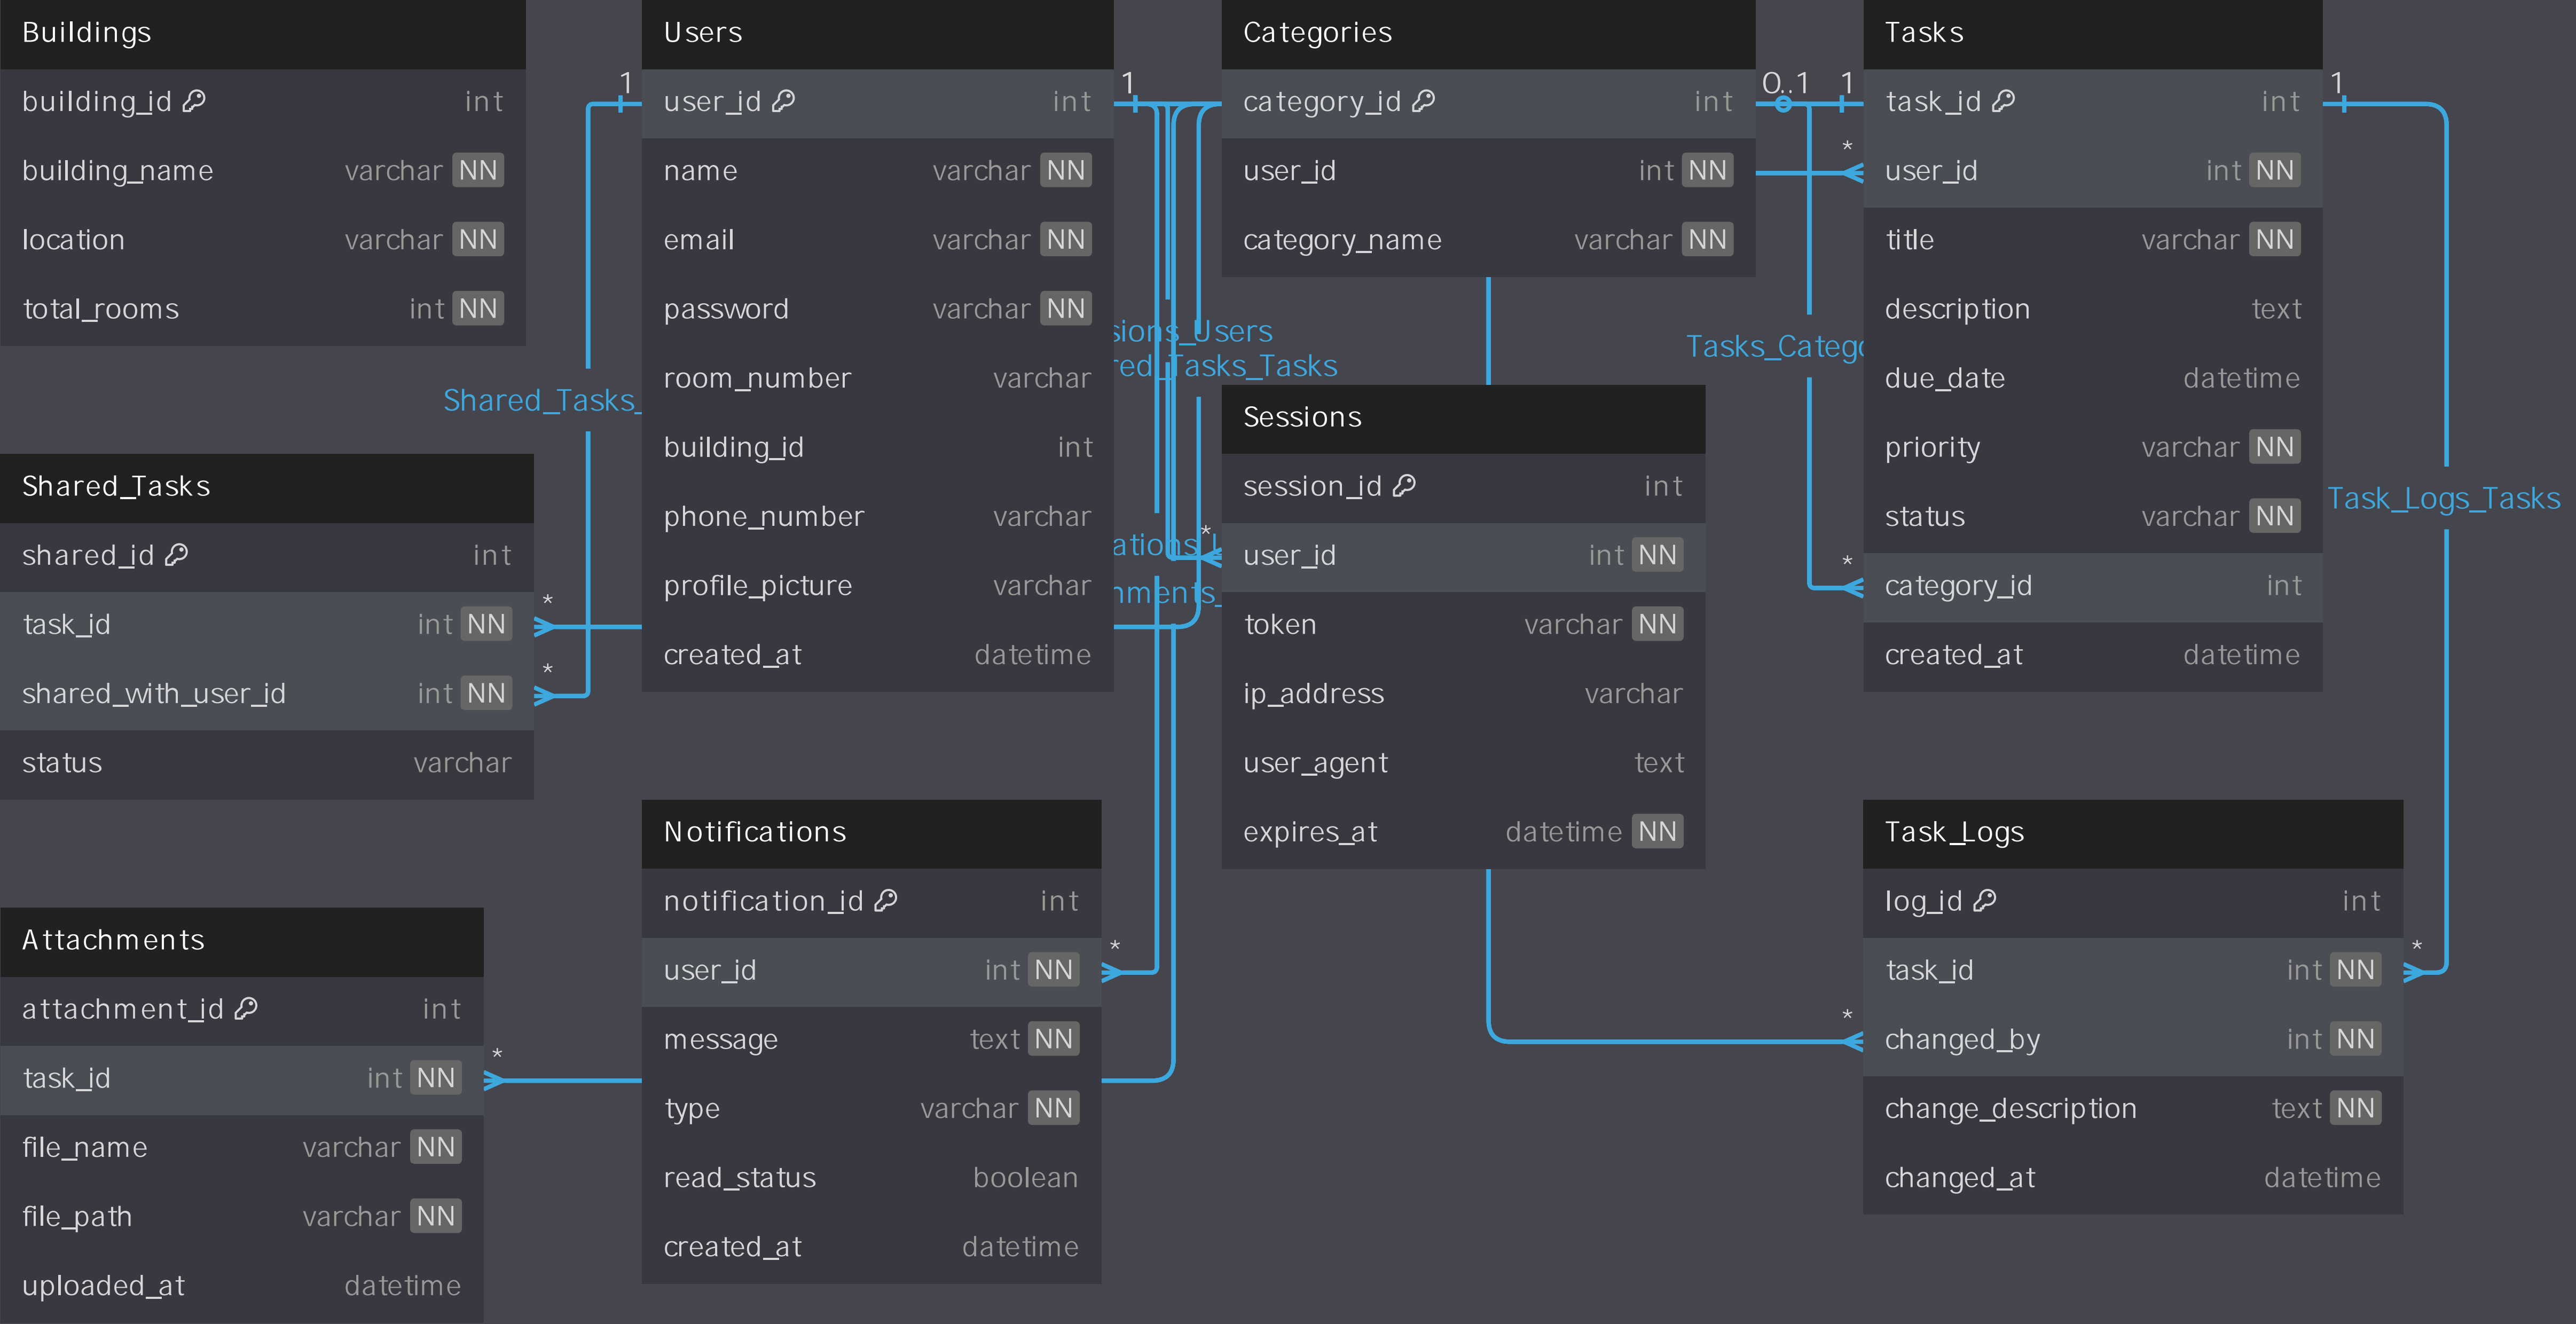 Buildings
building_id int
building_name varchar NN
location varchar NN
total_rooms int NN
Users
1 user_id int 1
name varchar NN
email varchar NN
password varchar NN
room_number varchar
building_id int
phone_number varchar
profile_picture varchar
created_at datetime
Categories
category_id int 0..1
user_id int NN
category_name varchar NN
Tasks
1 task_id int 1
* user_id int NN
title varchar NN
description text
due_date datetime
priority varchar NN
status varchar NN
* category_id int
created_at datetime
sions_Users
red_Tasks_Tasks
Tasks_Catego
Shared_Tasks_
ations_
hments_
Task_Logs_Tasks
Sessions
session_id int
* user_id int NN
token varchar NN
ip_address varchar
user_agent text
expires_at datetime NN
Shared_Tasks
shared_id int
task_id int NN *
shared_with_user_id int NN *
status varchar
Notifications
notification_id int
user_id int NN *
message text NN
type varchar NN
read_status boolean
created_at datetime
Task_Logs
log_id int
task_id int NN *
* changed_by int NN
change_description text NN
changed_at datetime
Attachments
attachment_id int
task_id int NN *
file_name varchar NN
file_path varchar NN
uploaded_at datetime